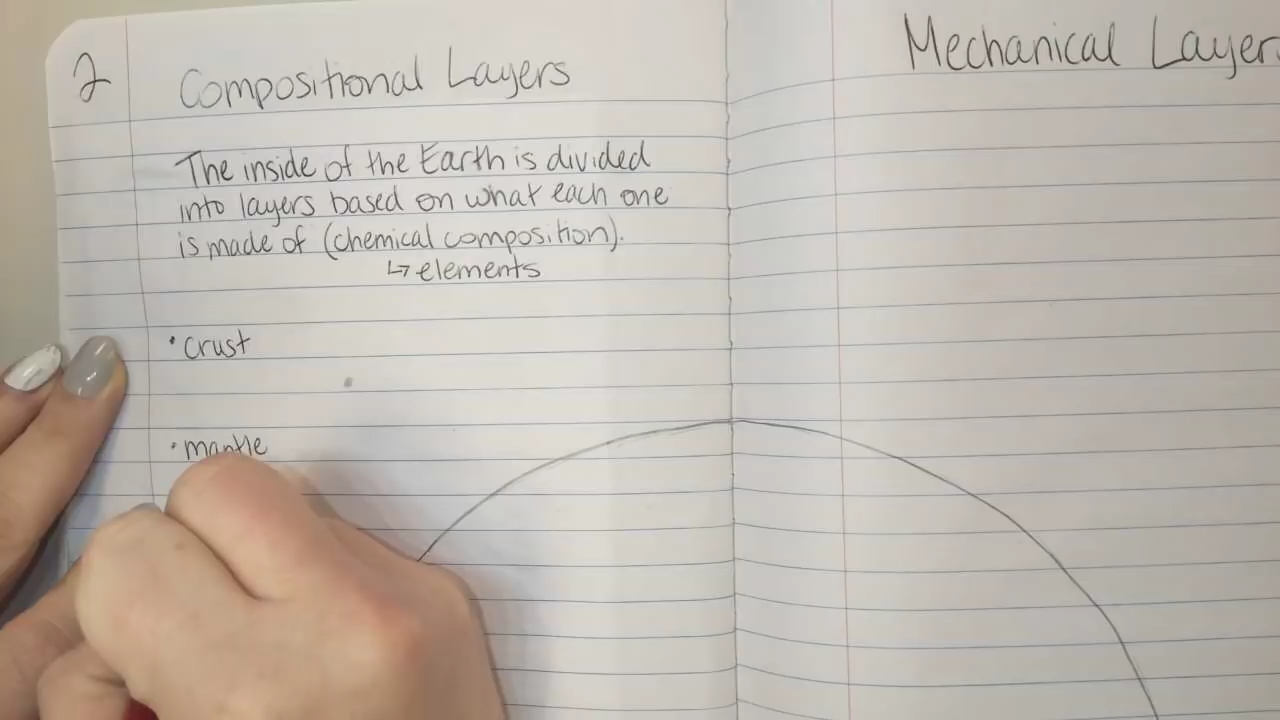 2
Compositional Layers
The inside of the Earth is divided
into layers based on what each one
is made of (chemical composition).
↳ elements
• Crust
• mantle
Mechanical Layer